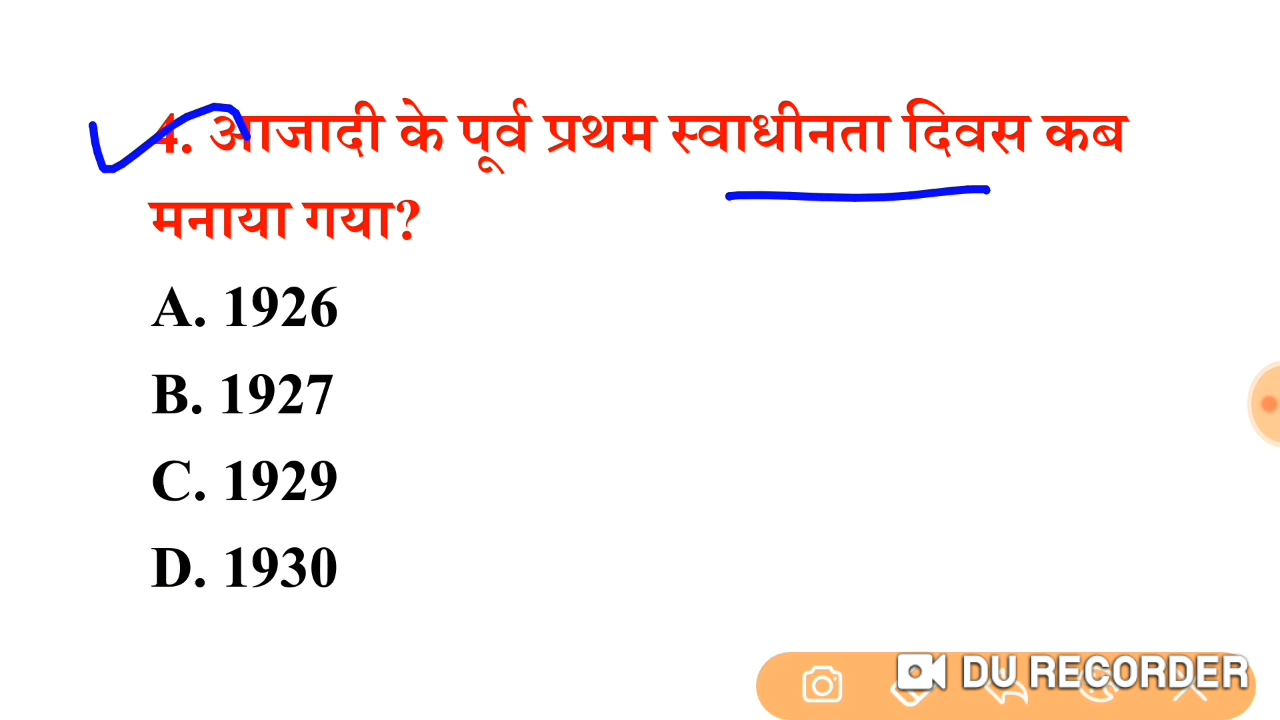 4. आजादी के पूर्व प्रथम स्वाधीनता दिवस कब
मनाया गया?
A. 1926
B. 1927
C. 1929
D. 1930
DU RECORDER